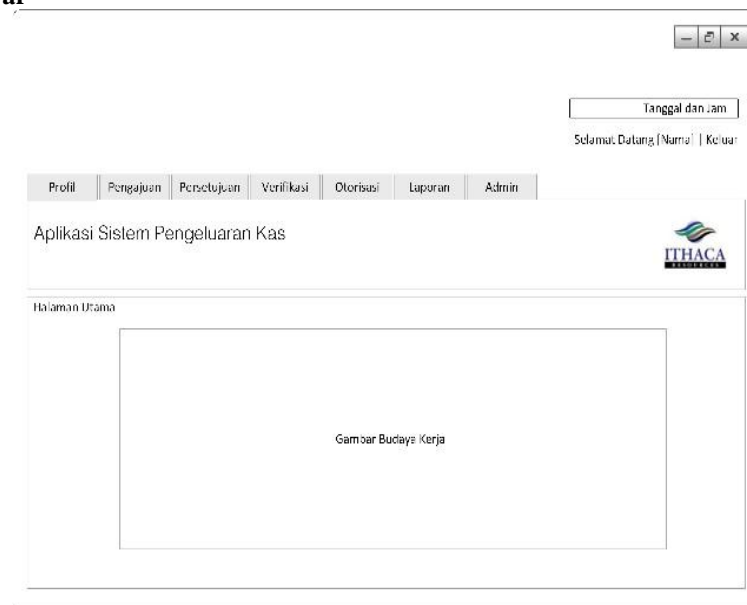 Tanggal dan Jam
Selamat Datang [Nama] | Keluar
Profil Pengajuan Persetujuan Verifikasi Otorisasi Laporan Admin
Aplikasi Sistem Pengeluaran Kas
ITHACA
RESOURCES
Halaman Utama
Gambar Budaya Kerja